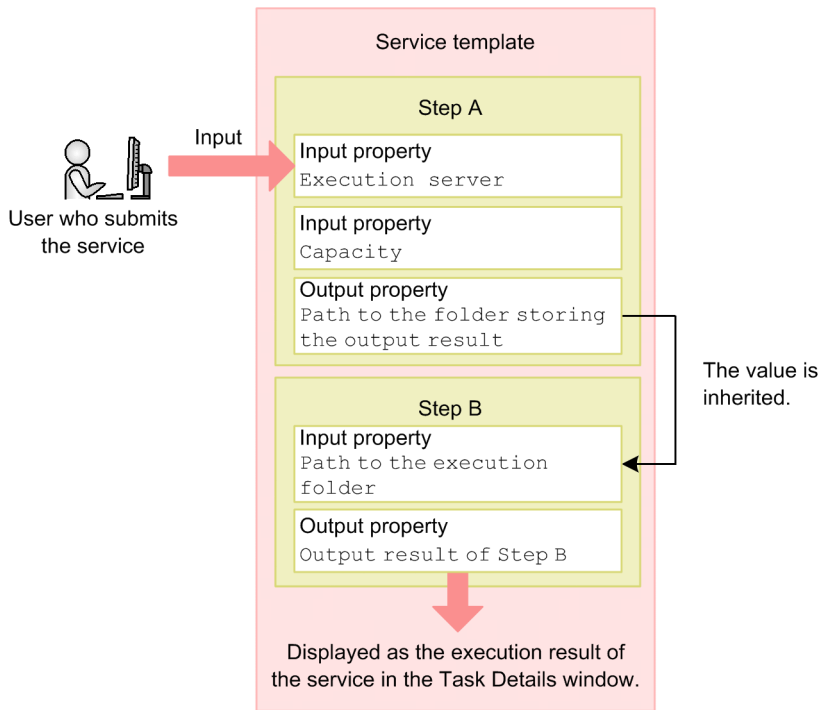 Service template
Step A
Input
Input property
Execution server
User who submits
the service
Input property
Capacity
Output property
Path to the folder storing
the output result
The value is
inherited.
Step B
Input property
Path to the execution
folder
Output property
Output result of Step B
Displayed as the execution result of
the service in the Task Details window.